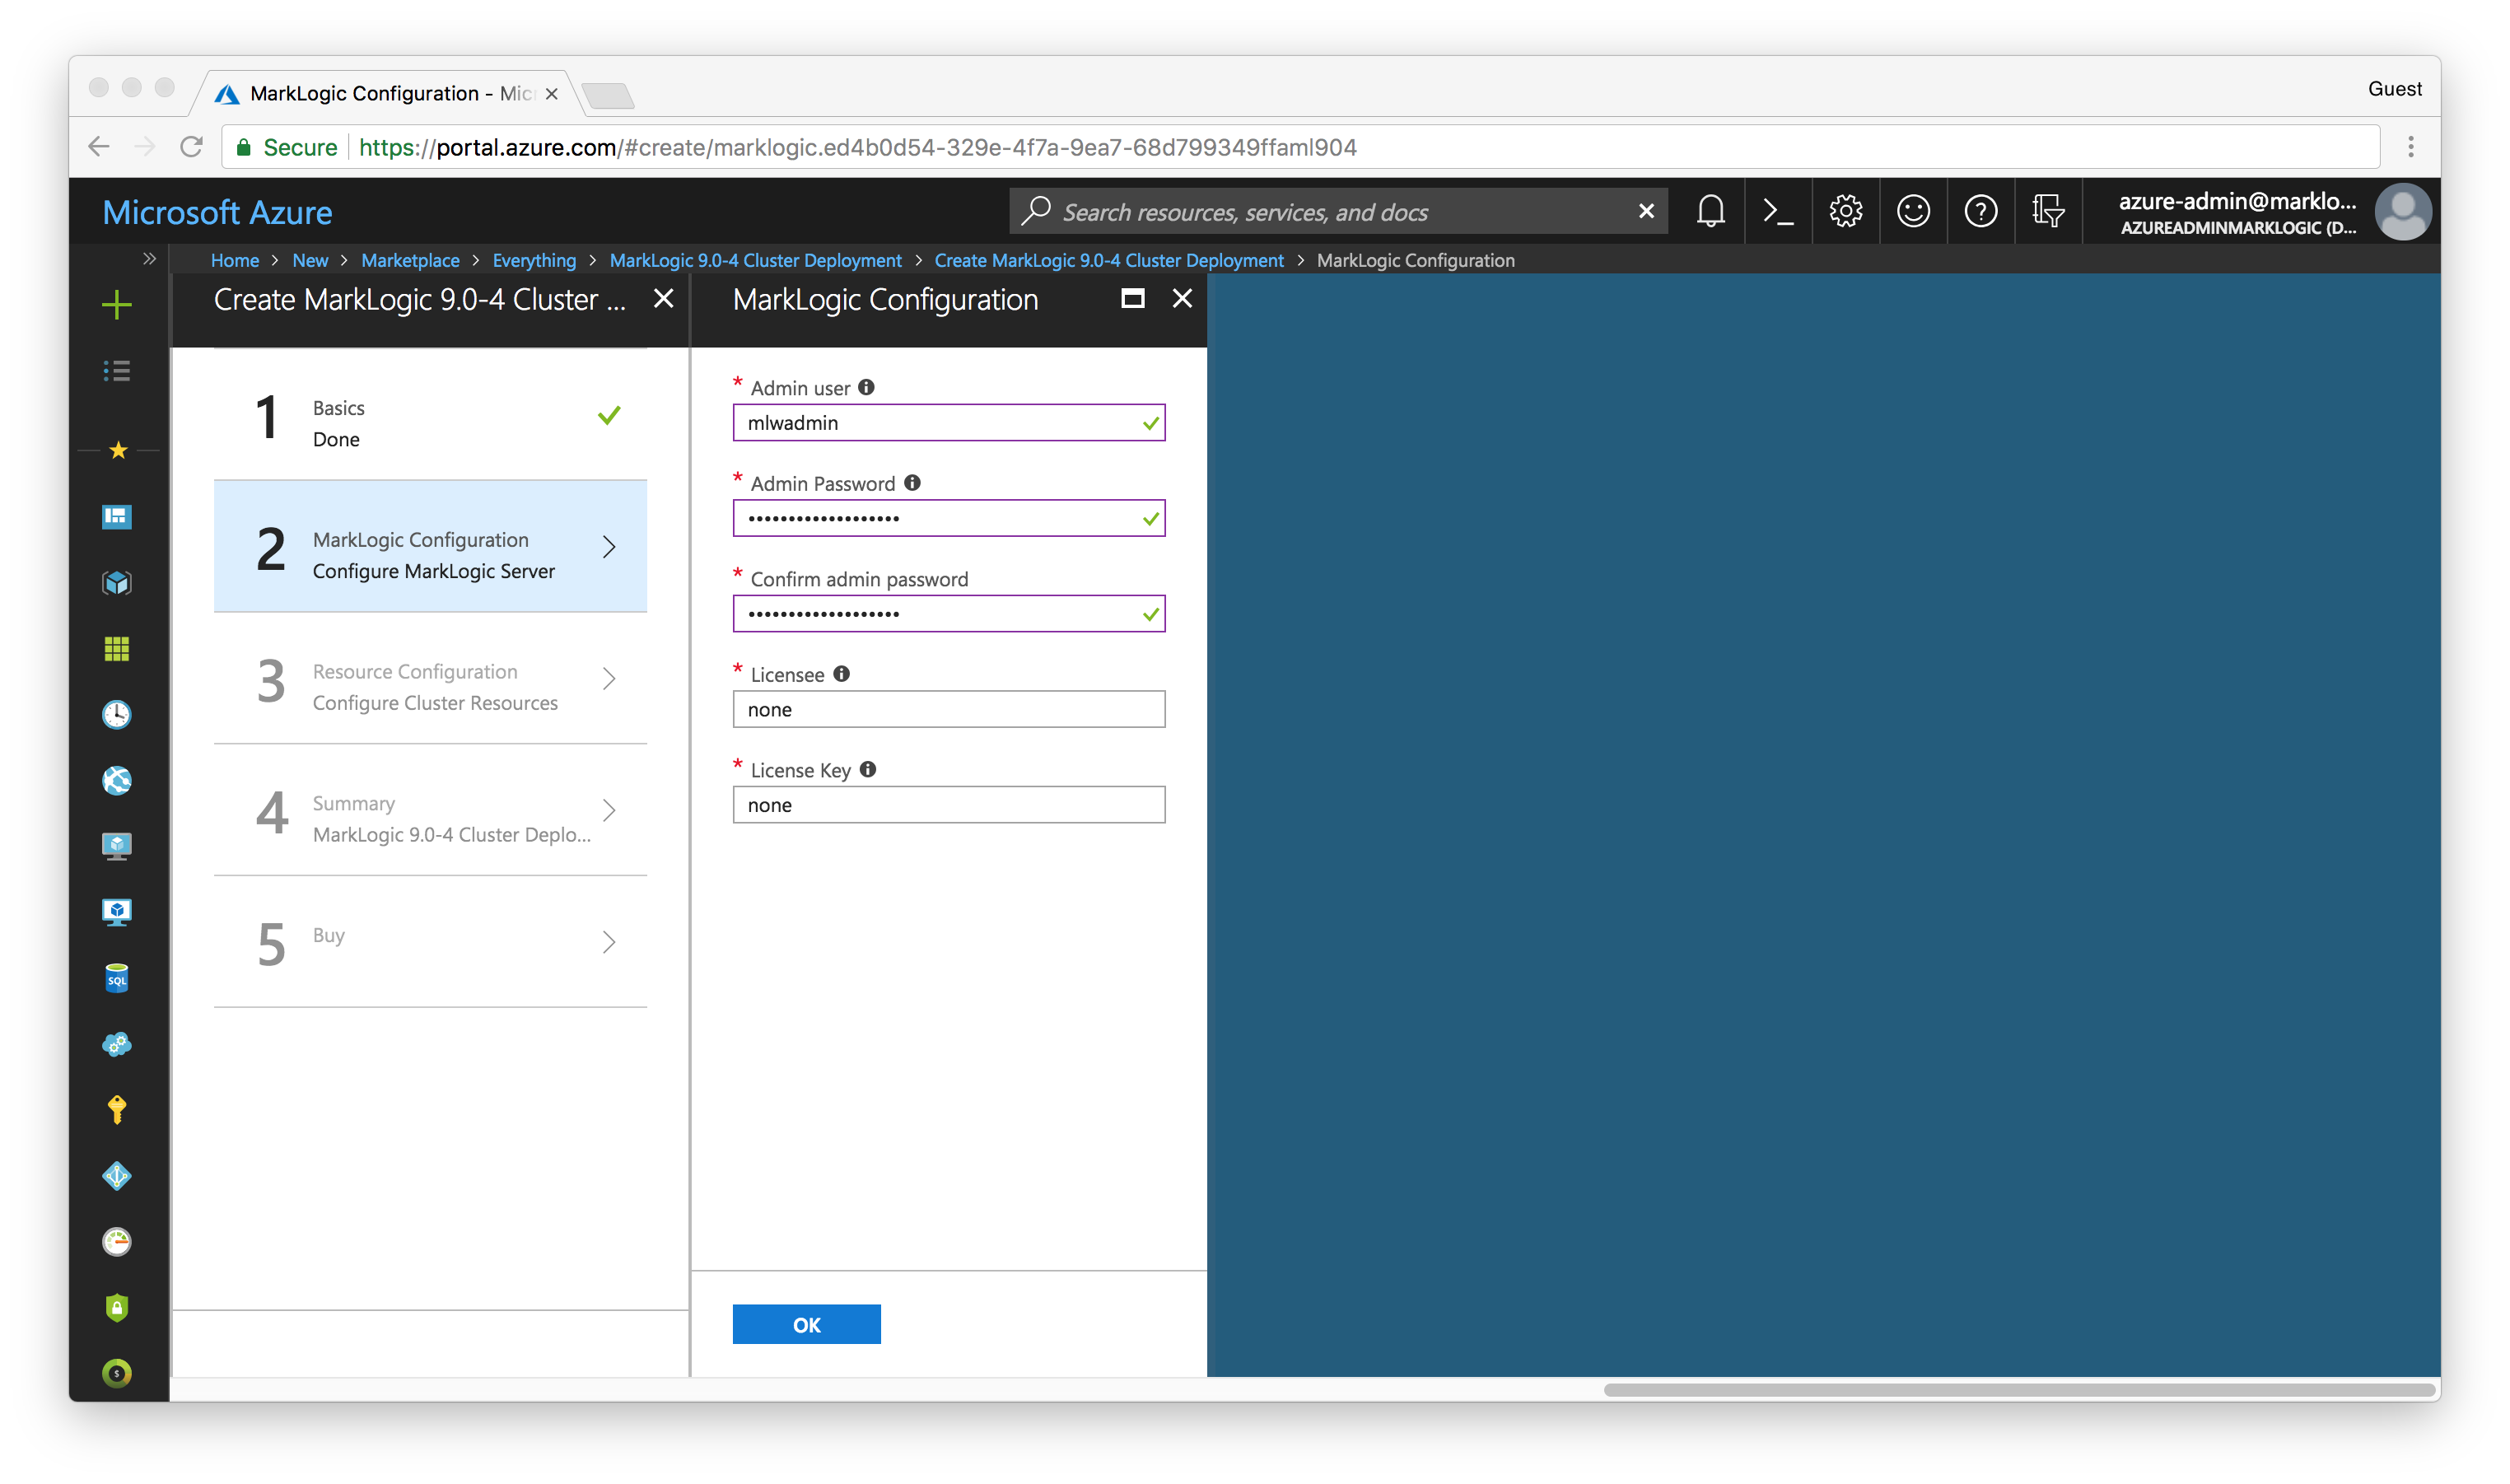 MarkLogic Configuration - Mic
Guest
Secure https://portal.azure.com/#create/marklogic.ed4b0d54-329e-4f7a-9ea7-68d799349ffaml904
Microsoft Azure
Search resources, services, and docs
azure-admin@marklo...
AZUREADMINMARKLOGIC (D...
Home > New > Marketplace > Everything > MarkLogic 9.0-4 Cluster Deployment > Create MarkLogic 9.0-4 Cluster Deployment > MarkLogic Configuration
Create MarkLogic 9.0-4 Cluster ...
1
Basics
Done
2
MarkLogic Configuration
Configure MarkLogic Server
3
Resource Configuration
Configure Cluster Resources
4
Summary
MarkLogic 9.0-4 Cluster Deplo...
5
Buy
MarkLogic Configuration
* Admin user
mlwadmin
* Admin Password
•••••••••••••••••••
* Confirm admin password
•••••••••••••••••••
* Licensee
none
* License Key
none
OK
SQL